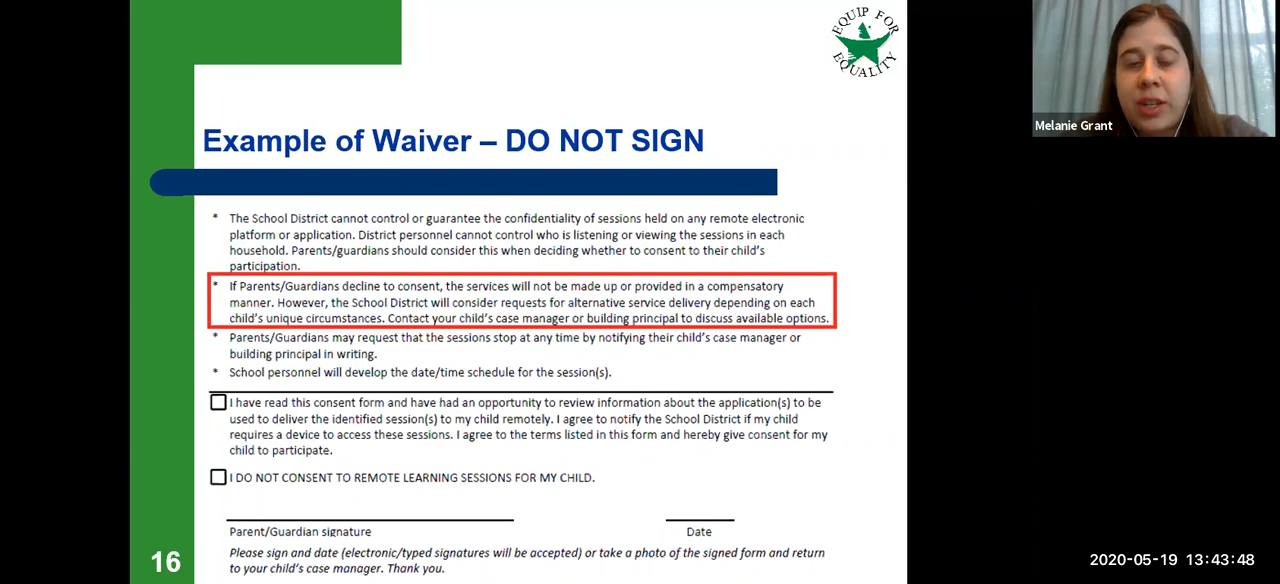 EQUIP FOR
EQUALITY
Melanie Grant
Example of Waiver – DO NOT SIGN
* The School District cannot control or guarantee the confidentiality of sessions held on any remote electronic
platform or application. District personnel cannot control who is listening or viewing the sessions in each
household. Parents/guardians should consider this when deciding whether to consent to their child's
participation.
* If Parents/Guardians decline to consent, the services will not be made up or provided in a compensatory
manner. However, the School District will consider requests for alternative service delivery depending on each
child's unique circumstances. Contact your child's case manager or building principal to discuss available options.
* Parents/Guardians may request that the sessions stop at any time by notifying their child's case manager or
building principal in writing.
* School personnel will develop the date/time schedule for the session(s).
I have read this consent form and have had an opportunity to review information about the application(s) to be
used to deliver the identified session(s) to my child remotely. I agree to notify the School District if my child
requires a device to access these sessions. I agree to the terms listed in this form and hereby give consent for my
child to participate.
I DO NOT CONSENT TO REMOTE LEARNING SESSIONS FOR MY CHILD.
Parent/Guardian signature Date
Please sign and date (electronic/typed signatures will be accepted) or take a photo of the signed form and return
to your child's case manager. Thank you.
16
2020-05-19 13:43:48